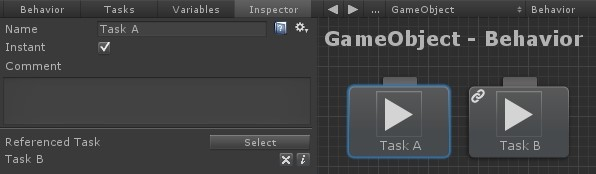 Behavior Tasks Variables Inspector
Name Task A
Instant
Comment
Referenced Task Select
Task B
... GameObject Behavior
GameObject - Behavior
Task A Task B